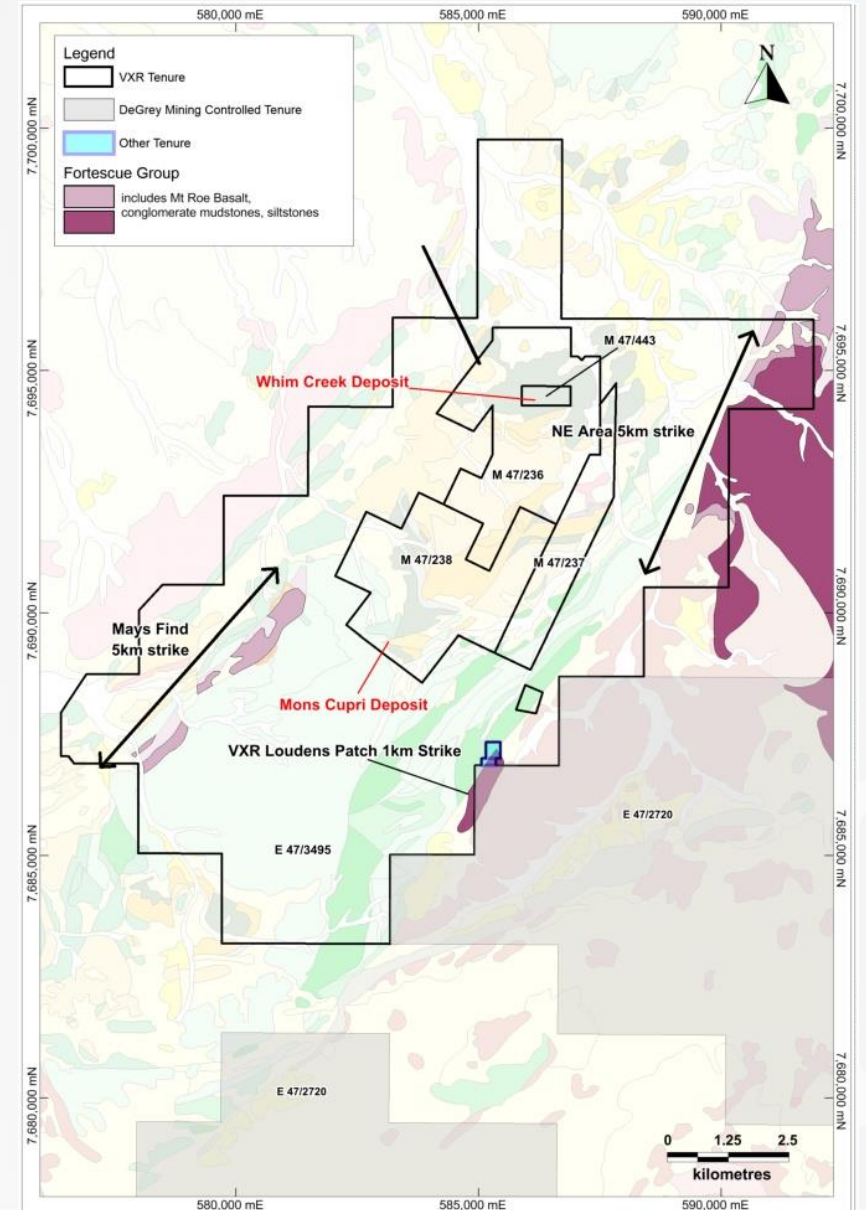 580,000 mE
585,000 mE
590,000 mE
Legend
VXR Tenure
DeGrey Mining Controlled Tenure
Other Tenure
Fortescue Group
includes Mt Roe Basalt,
conglomerate mudstones, siltstones
N
7,700,000 mN
7,700,000 mN
M 47/443
Whim Creek Deposit
7,695,000 mN
7,695,000 mN
NE Area 5km strike
M 47/236
M 47/238
M 47/237
7,690,000 mN
7,690,000 mN
Mays Find
5km strike
Mons Cupri Deposit
VXR Loudens Patch 1km Strike
E 47/2720
7,685,000 mN
7,685,000 mN
E 47/3495
E 47/2720
7,680,000 mN
7,680,000 mN
0
1.25
2.5
kilometres
580,000 mE
585,000 mE
590,000 mE